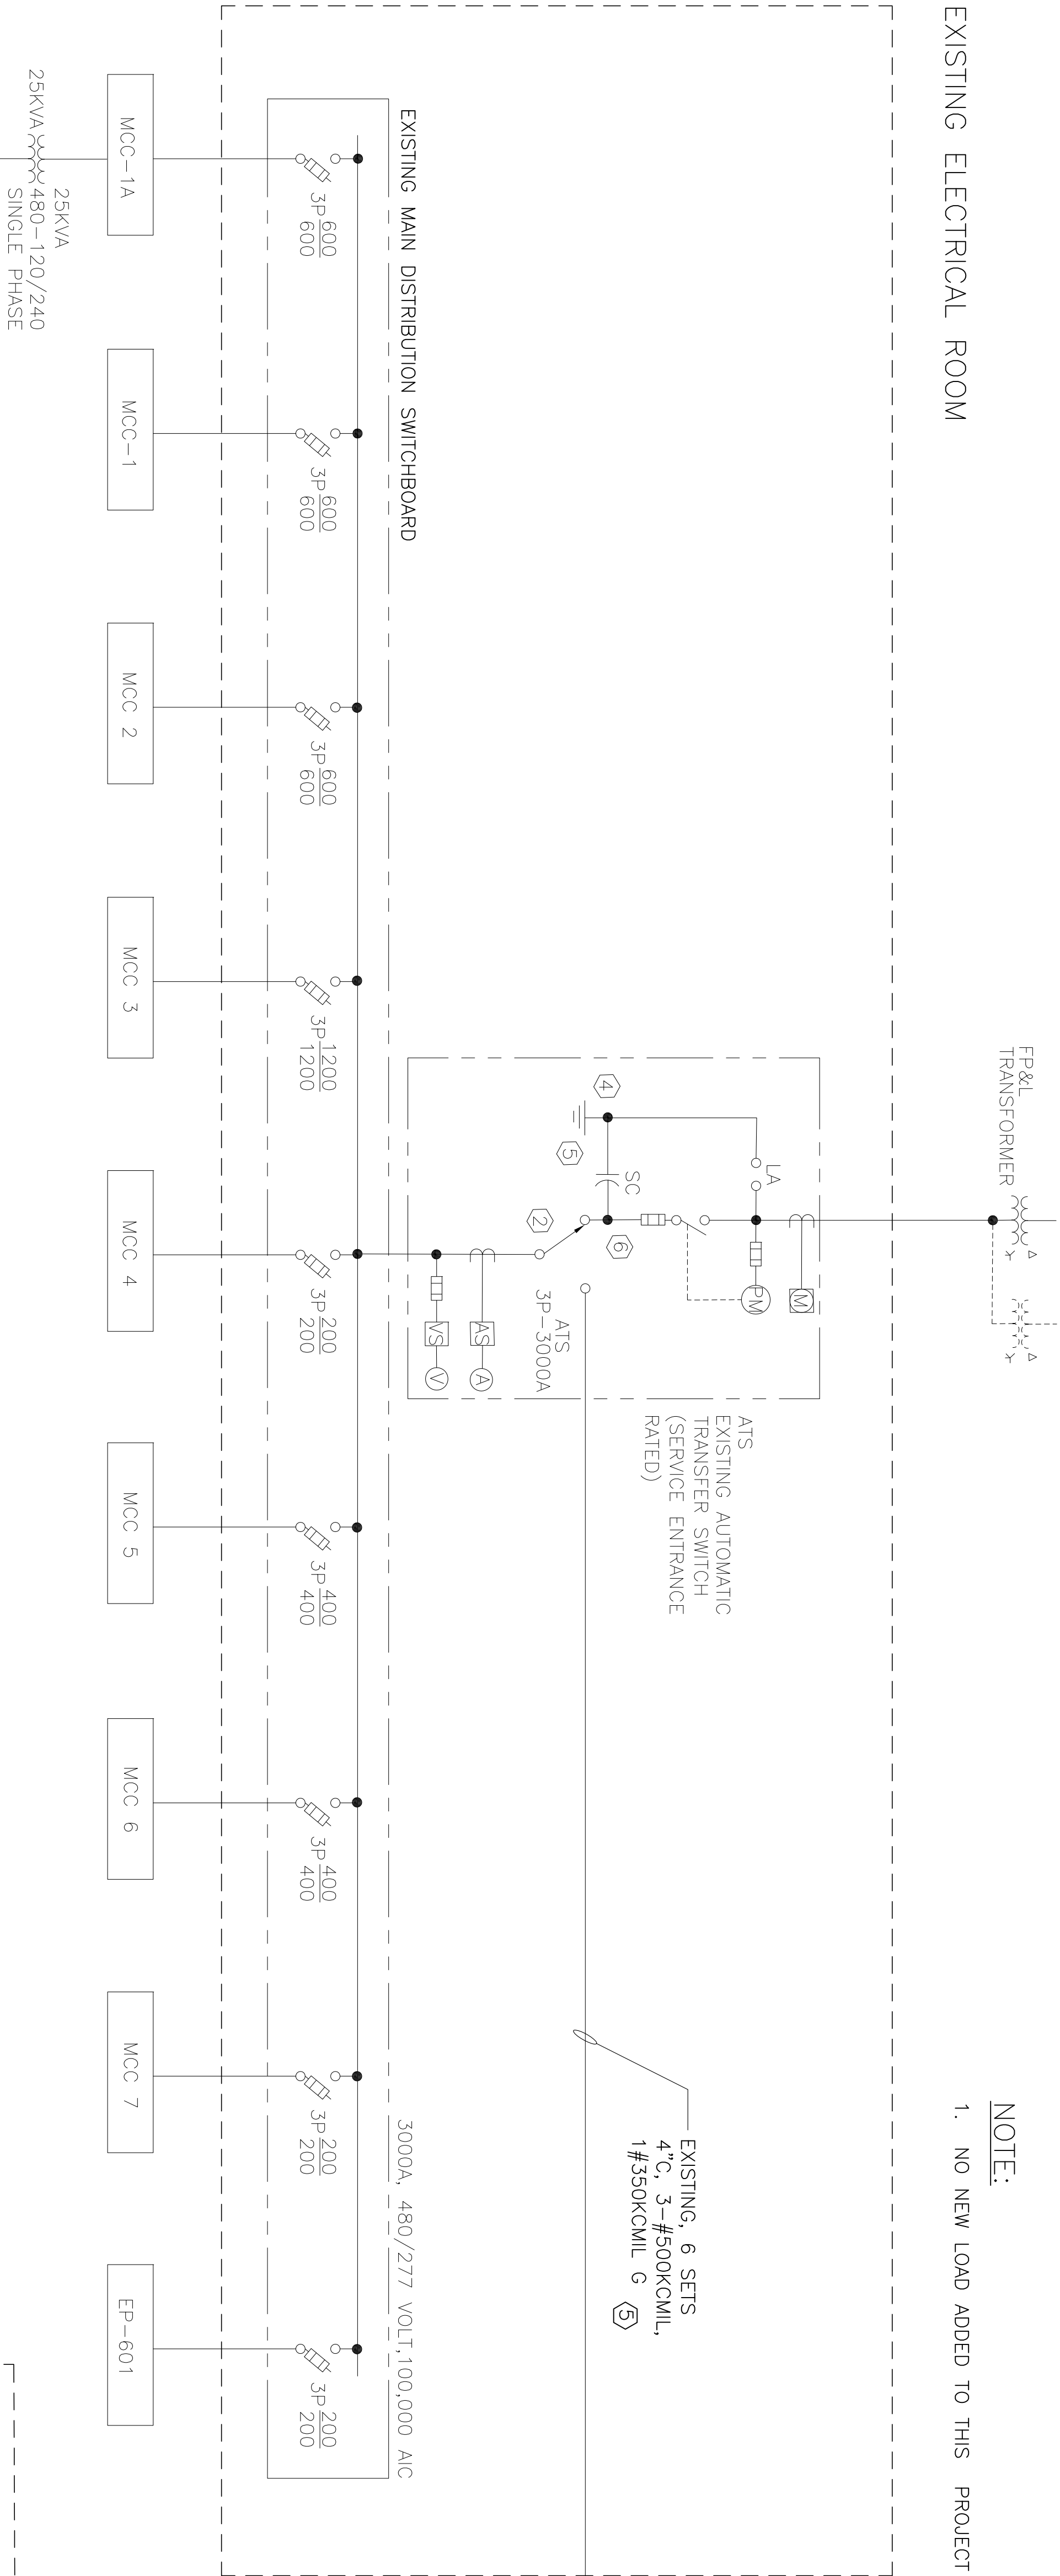 EXISTING ELECTRICAL ROOM
NOTE:
1. NO NEW LOAD ADDED TO THIS PROJECT
FP&L
TRANSFORMER
M
PM
LA
SC
4
5
6
2
ATS
3P-3000A
AS
A
VS
V
ATS
EXISTING AUTOMATIC
TRANSFER SWITCH
(SERVICE ENTRANCE
RATED)
EXISTING, 6 SETS
4"C, 3-#500KCMIL,
1#350KCMIL G
5
EXISTING MAIN DISTRIBUTION SWITCHBOARD
3000A, 480/277 VOLT,100,000 AIC
3P 600
600
3P 600
600
3P 600
600
3P 1200
1200
3P 200
200
3P 400
400
3P 400
400
3P 200
200
3P 200
200
MCC-1A
MCC-1
MCC 2
MCC 3
MCC 4
MCC 5
MCC 6
MCC 7
EP-601
25KVA
25KVA
480-120/240
SINGLE PHASE